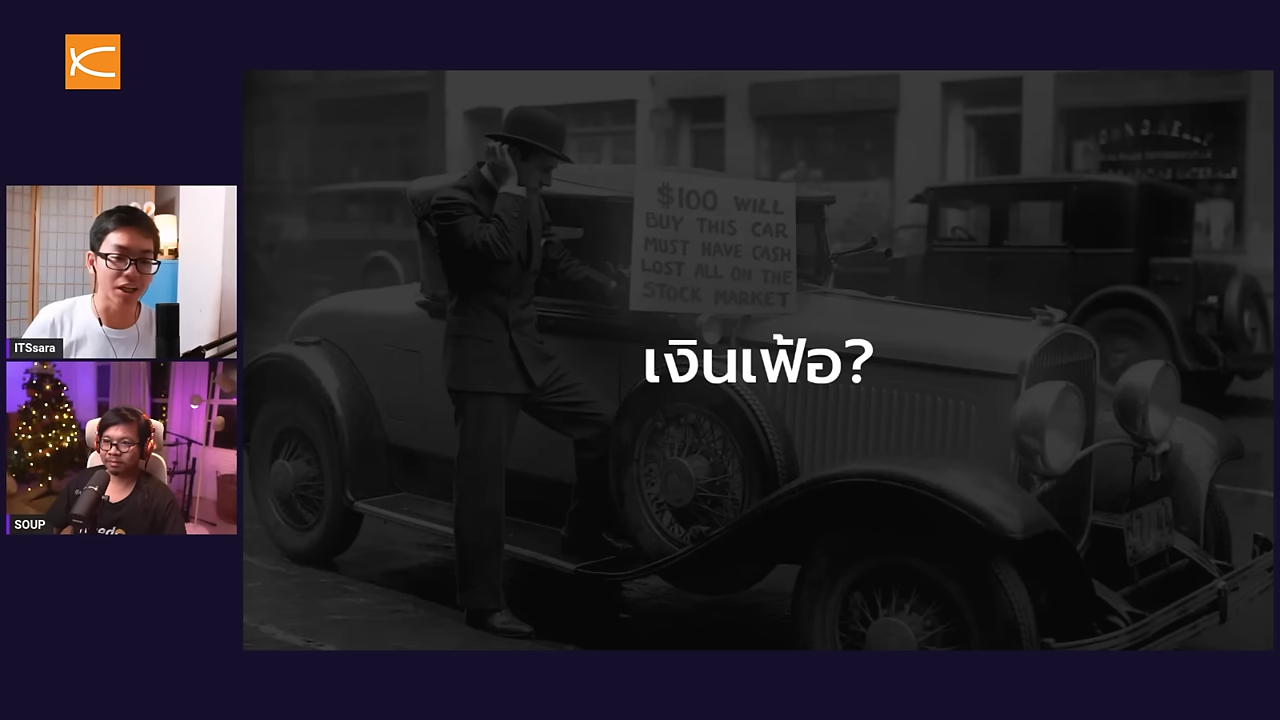 ITSsara
SOUP
$100 WILL
BUY THIS CAR
MUST HAVE CASH
LOST ALL ON THE
STOCK MARKET
เงินเฟ้อ?